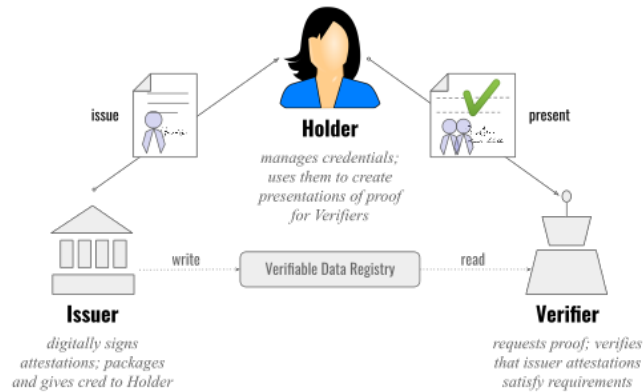 issue
present
Holder
manages credentials;
uses them to create
presentations of proof
for Verifiers
write
Verifiable Data Registry
read
Issuer
digitally signs
attestations; packages
and gives cred to Holder
Verifier
requests proof; verifies
that issuer attestations
satisfy requirements